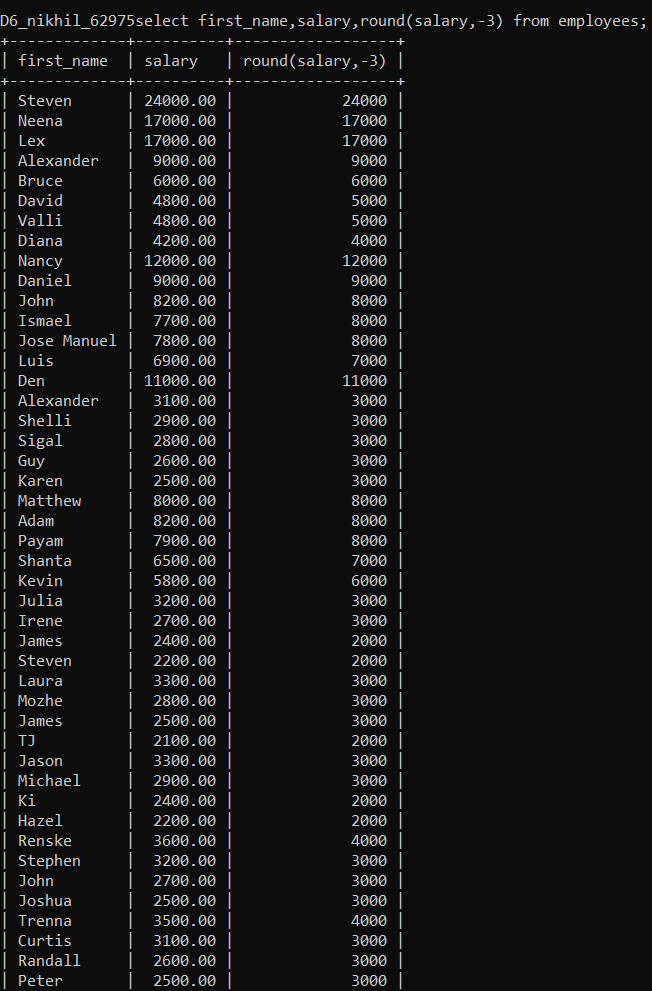 D6_nikhil_62975select first_name,salary,round(salary,-3) from employees;
+------------+----------+------------------+
| first_name | salary | round(salary,-3) |
+------------+----------+------------------+
| Steven | 24000.00 | 24000 |
| Neena | 17000.00 | 17000 |
| Lex | 17000.00 | 17000 |
| Alexander | 9000.00 | 9000 |
| Bruce | 6000.00 | 6000 |
| David | 4800.00 | 5000 |
| Valli | 4800.00 | 5000 |
| Diana | 4200.00 | 4000 |
| Nancy | 12000.00 | 12000 |
| Daniel | 9000.00 | 9000 |
| John | 8200.00 | 8000 |
| Ismael | 7700.00 | 8000 |
| Jose Manuel | 7800.00 | 8000 |
| Luis | 6900.00 | 7000 |
| Den | 11000.00 | 11000 |
| Alexander | 3100.00 | 3000 |
| Shelli | 2900.00 | 3000 |
| Sigal | 2800.00 | 3000 |
| Guy | 2600.00 | 3000 |
| Karen | 2500.00 | 3000 |
| Matthew | 8000.00 | 8000 |
| Adam | 8200.00 | 8000 |
| Payam | 7900.00 | 8000 |
| Shanta | 6500.00 | 7000 |
| Kevin | 5800.00 | 6000 |
| Julia | 3200.00 | 3000 |
| Irene | 2700.00 | 3000 |
| James | 2400.00 | 2000 |
| Steven | 2200.00 | 2000 |
| Laura | 3300.00 | 3000 |
| Mozhe | 2800.00 | 3000 |
| James | 2500.00 | 3000 |
| TJ | 2100.00 | 2000 |
| Jason | 3300.00 | 3000 |
| Michael | 2900.00 | 3000 |
| Ki | 2400.00 | 2000 |
| Hazel | 2200.00 | 2000 |
| Renske | 3600.00 | 4000 |
| Stephen | 3200.00 | 3000 |
| John | 2700.00 | 3000 |
| Joshua | 2500.00 | 3000 |
| Trenna | 3500.00 | 4000 |
| Curtis | 3100.00 | 3000 |
| Randall | 2600.00 | 3000 |
| Peter | 2500.00 | 3000 |